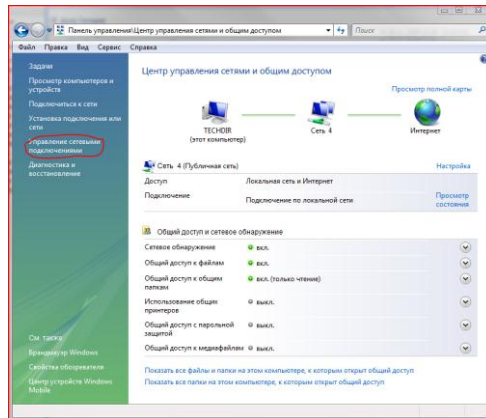 Панель управления\Центр управления сетями и общим доступом
Поиск
Файл Правка Вид Сервис Справка
Задачи
Просмотр компьютеров и
устройств
Подключиться к сети
Установка подключения или
сети
Управление сетевыми
подключениями
Диагностика и
восстановление
Центр управления сетями и общим доступом
Просмотр полной карты
TECHDIR
(этот компьютер)
Сеть 4
Интернет
Сеть 4 (Публичная сеть)
Настройка
Доступ Локальная сеть и Интернет
Подключение Подключение по локальной сети
Просмотр
состояния
Общий доступ и сетевое обнаружение
Сетевое обнаружение вкл.
Общий доступ к файлам вкл.
Общий доступ к общим
папкам
вкл. (только чтение)
Использование общих
принтеров
выкл.
Общий доступ с парольной
защитой
выкл.
Общий доступ к медиафайлам выкл.
Показать все файлы и папки на этом компьютере, к которым открыт общий доступ
Показать все общие папки на этом компьютере, к которым открыт общий доступ
См. также
Брандмауэр Windows
Свойства обозревателя
Центр устройств Windows
Mobile